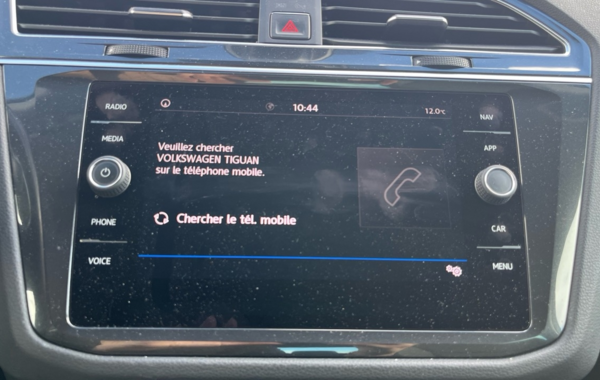 RADIO
MEDIA
PHONE
VOICE
10:44
12.0°C
Veuillez chercher
VOLKSWAGEN TIGUAN
sur le téléphone mobile.
Chercher le tél. mobile
NAV
APP
CAR
MENU